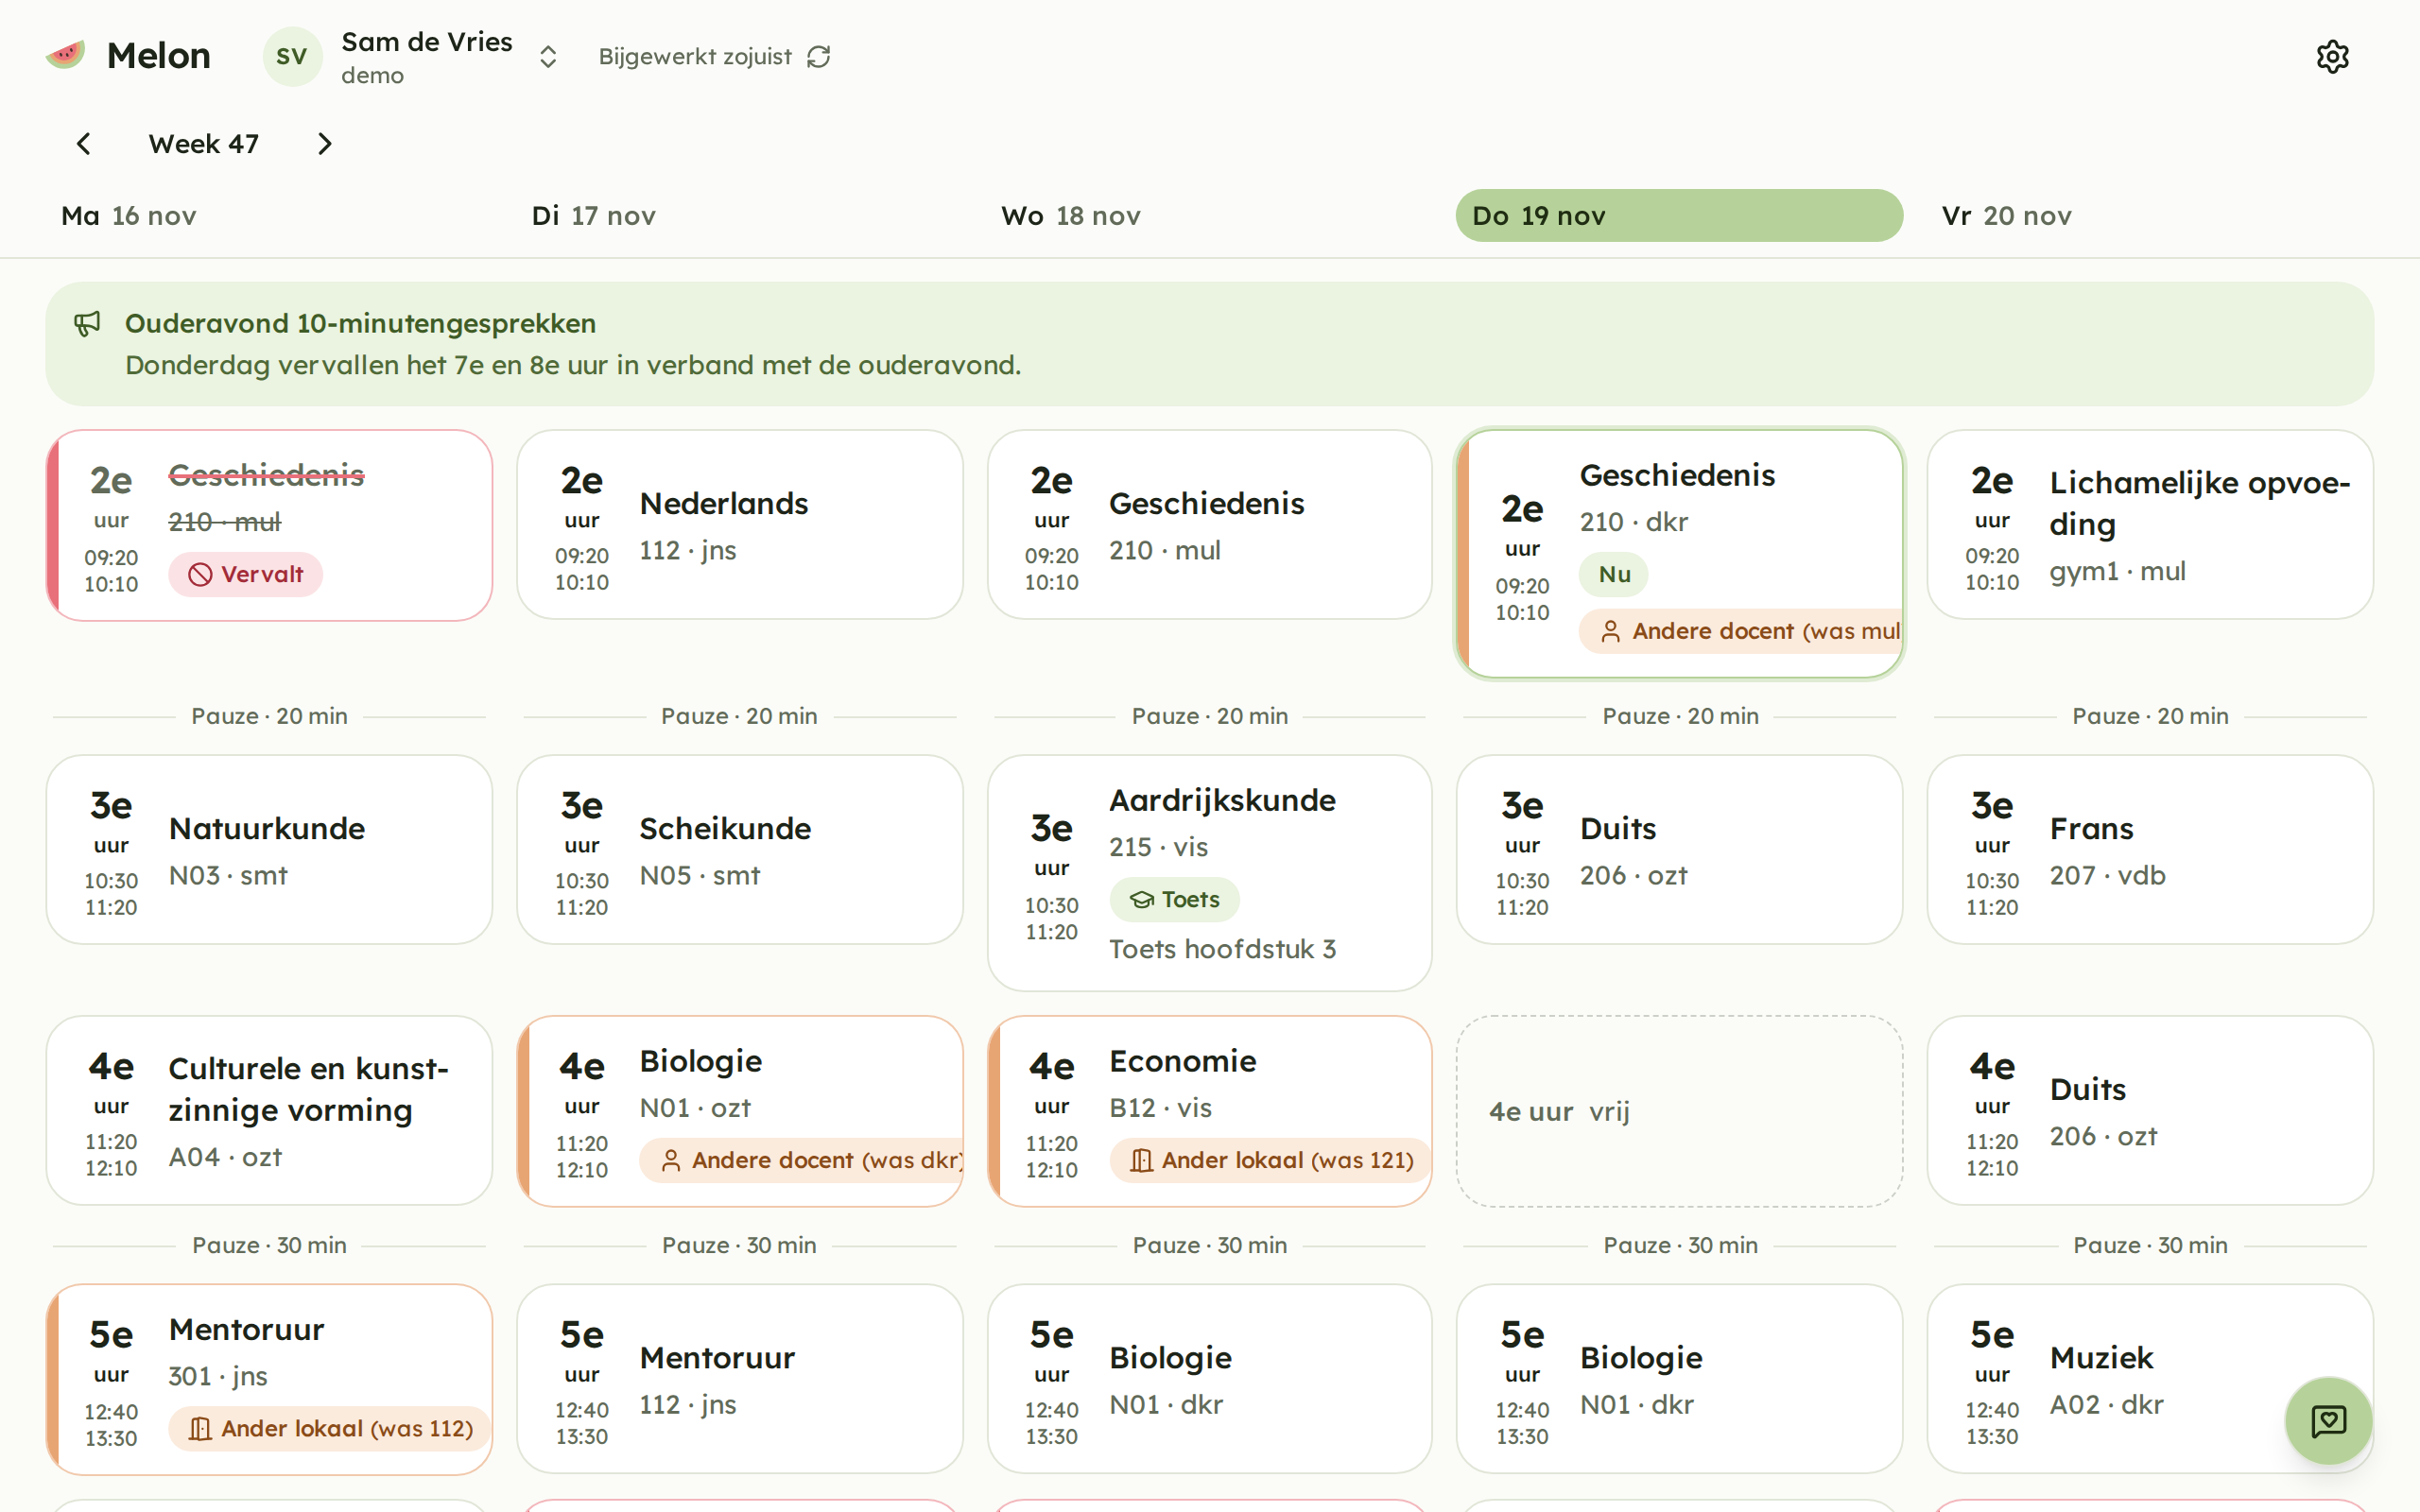 Melon
SV
Sam de Vries
demo
Bijgewerkt zojuist
Week 47
Ma 16 nov
Di 17 nov
Wo 18 nov
Do 19 nov
Vr 20 nov
Ouderavond 10-minutengesprekken
Donderdag vervallen het 7e en 8e uur in verband met de ouderavond.
2e
uur
09:20
10:10
Geschiedenis
210 · mul
Vervalt
2e
uur
09:20
10:10
Nederlands
112 · jns
2e
uur
09:20
10:10
Geschiedenis
210 · mul
2e
uur
09:20
10:10
Geschiedenis
210 · dkr
Nu
Andere docent (was mul
2e
uur
09:20
10:10
Lichamelijke opvoe-
ding
gym1 · mul
Pauze · 20 min
Pauze · 20 min
Pauze · 20 min
Pauze · 20 min
Pauze · 20 min
3e
uur
10:30
11:20
Natuurkunde
N03 · smt
3e
uur
10:30
11:20
Scheikunde
N05 · smt
3e
uur
10:30
11:20
Aardrijkskunde
215 · vis
Toets
Toets hoofdstuk 3
3e
uur
10:30
11:20
Duits
206 · ozt
3e
uur
10:30
11:20
Frans
207 · vdb
4e
uur
11:20
12:10
Culturele en kunst-
zinnige vorming
A04 · ozt
4e
uur
11:20
12:10
Biologie
N01 · ozt
Andere docent (was dkr)
4e
uur
11:20
12:10
Economie
B12 · vis
Ander lokaal (was 121)
4e uur vrij
4e
uur
11:20
12:10
Duits
206 · ozt
Pauze · 30 min
Pauze · 30 min
Pauze · 30 min
Pauze · 30 min
Pauze · 30 min
5e
uur
12:40
13:30
Mentoruur
301 · jns
Ander lokaal (was 112)
5e
uur
12:40
13:30
Mentoruur
112 · jns
5e
uur
12:40
13:30
Biologie
N01 · dkr
5e
uur
12:40
13:30
Biologie
N01 · dkr
5e
uur
12:40
13:30
Muziek
A02 · dkr